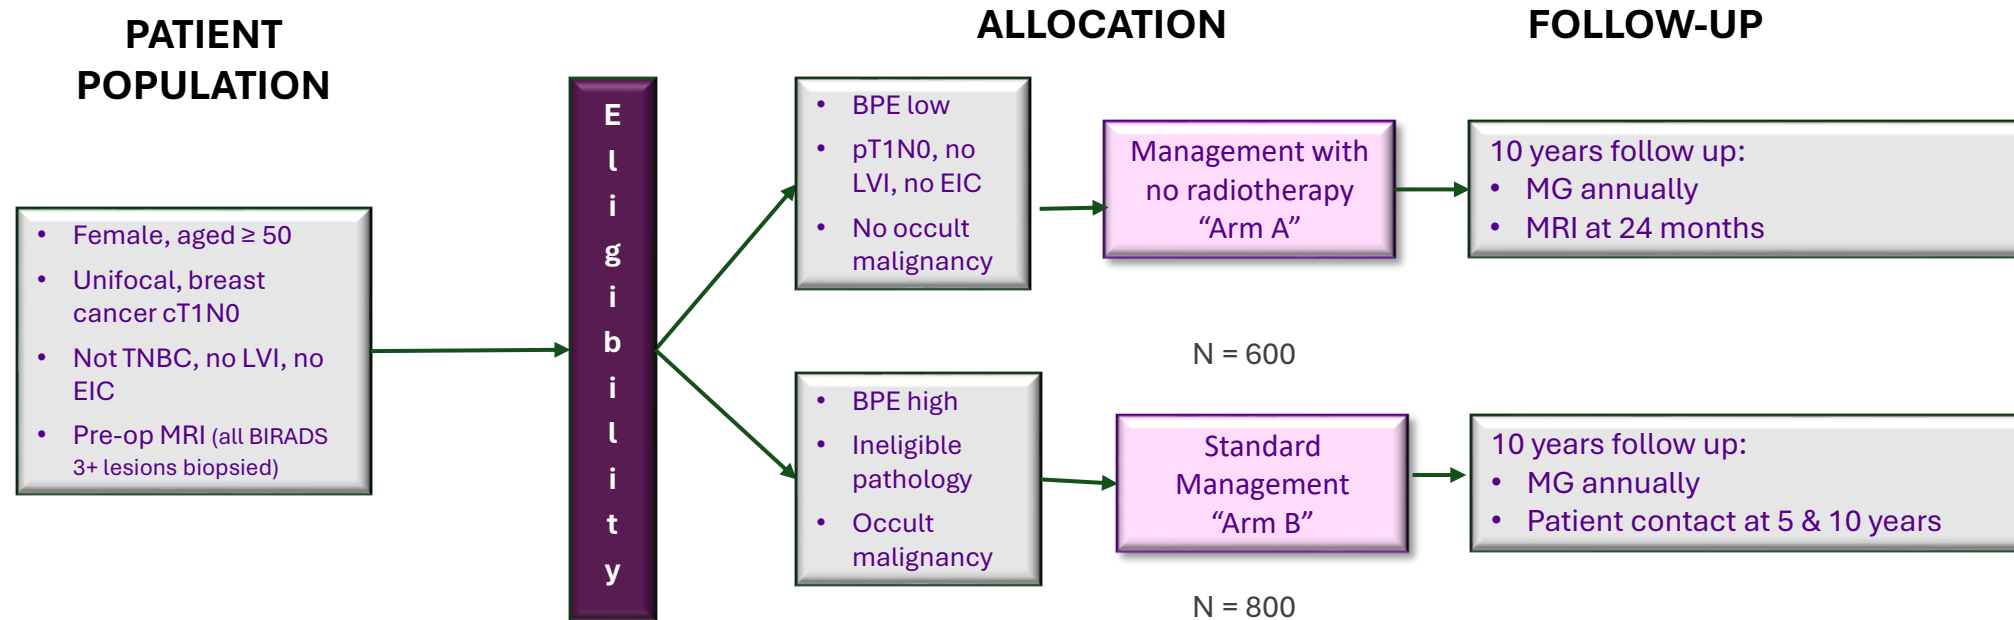 PATIENT
POPULATION
ALLOCATION
FOLLOW-UP
• Female, aged ≥ 50
• Unifocal, breast
cancer cT1N0
• Not TNBC, no LVI, no
EIC
• Pre-op MRI (all BIRADS
3+ lesions biopsied)
Eligibility
• BPE low
• pT1N0, no
LVI, no EIC
• No occult
malignancy
Management with
no radiotherapy
“Arm A”
10 years follow up:
• MG annually
• MRI at 24 months
N = 600
• BPE high
• Ineligible
pathology
• Occult
malignancy
Standard
Management
“Arm B”
10 years follow up:
• MG annually
• Patient contact at 5 & 10 years
N = 800